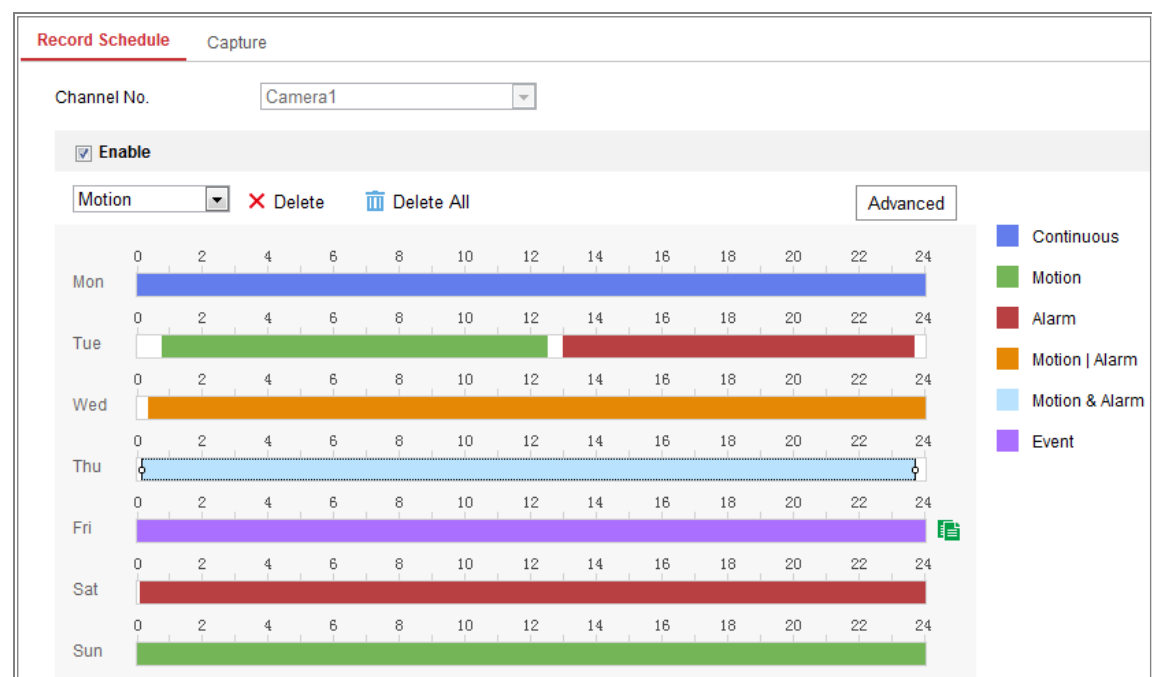 Record Schedule Capture
Channel No. Camera1
Enable
Motion Delete Delete All Advanced
Continuous
Motion
Alarm
Motion | Alarm
Motion & Alarm
Event
0 2 4 6 8 10 12 14 16 18 20 22 24
Mon
0 2 4 6 8 10 12 14 16 18 20 22 24
Tue
0 2 4 6 8 10 12 14 16 18 20 22 24
Wed
0 2 4 6 8 10 12 14 16 18 20 22 24
Thu
0 2 4 6 8 10 12 14 16 18 20 22 24
Fri
0 2 4 6 8 10 12 14 16 18 20 22 24
Sat
0 2 4 6 8 10 12 14 16 18 20 22 24
Sun